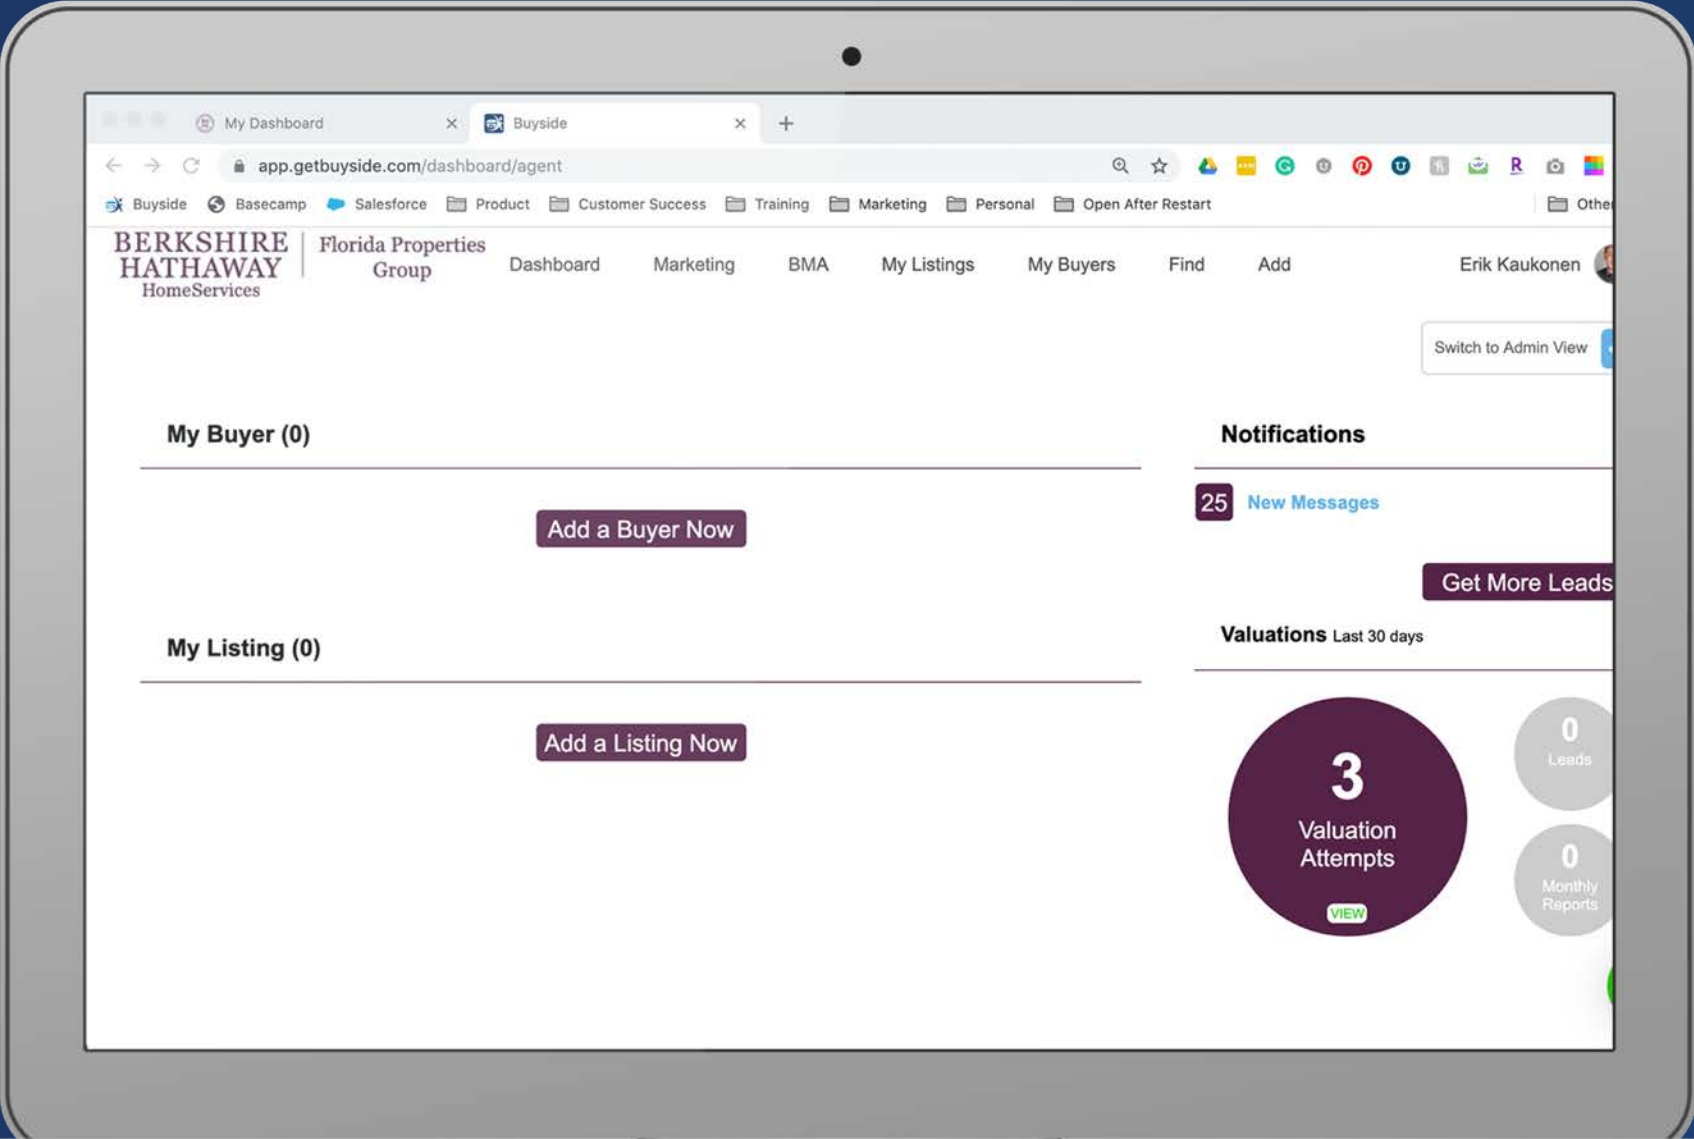 My Dashboard
Buyside
app.getbuyside.com/dashboard/agent
Buyside Basecamp Salesforce Product Customer Success Training Marketing Personal Open After Restart Other
BERKSHIRE
HATHAWAY
HomeServices
Florida Properties
Group
Dashboard Marketing BMA My Listings My Buyers Find Add Erik Kaukonen
Switch to Admin View
My Buyer (0)
Add a Buyer Now
My Listing (0)
Add a Listing Now
Notifications
25 New Messages
Get More Leads
Valuations Last 30 days
3
Valuation
Attempts
VIEW
0
Leads
0
Monthly
Reports